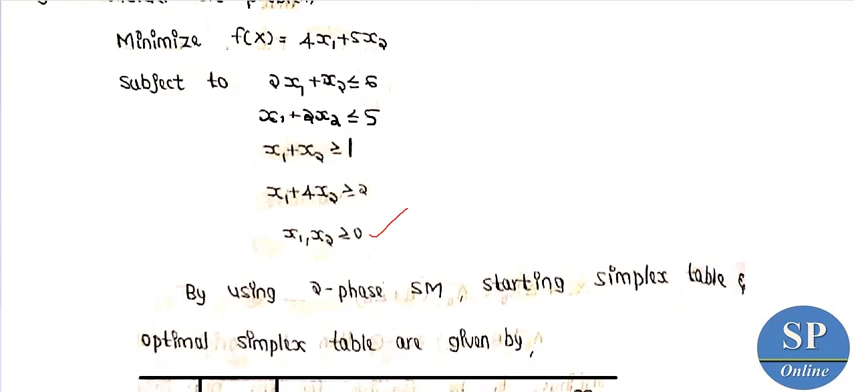 Minimize f(x) = 4x₁+5x₂
Subject to 2x₁+x₂ ≤ 6
x₁+2x₂ ≤ 5
x₁+x₂ ≥ 1
x₁+4x₂ ≥ 2
x₁,x₂ ≥ 0
By using 2-phase SM, starting simplex table &
optimal simplex table are given by,
SP
Online